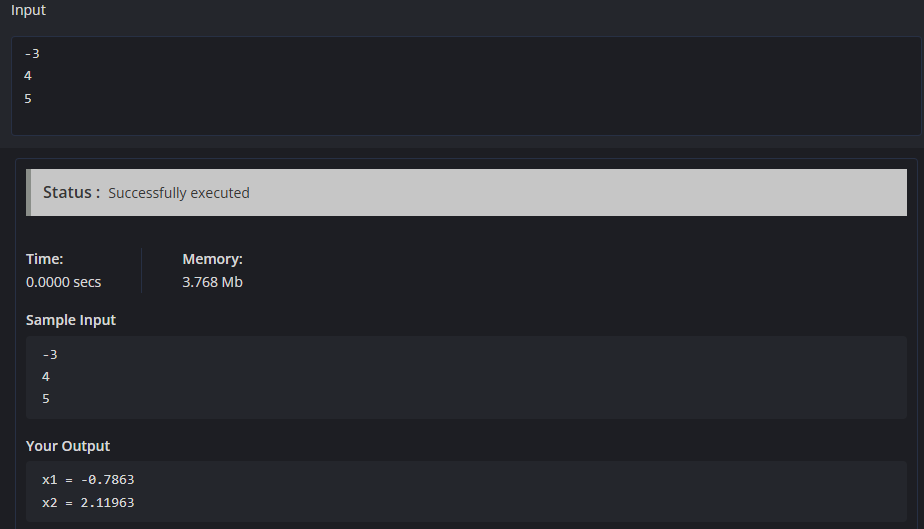 Input
-3
4
5
Status : Successfully executed
Time: Memory:
0.0000 secs 3.768 Mb
Sample Input
-3
4
5
Your Output
x1 = -0.7863
x2 = 2.11963